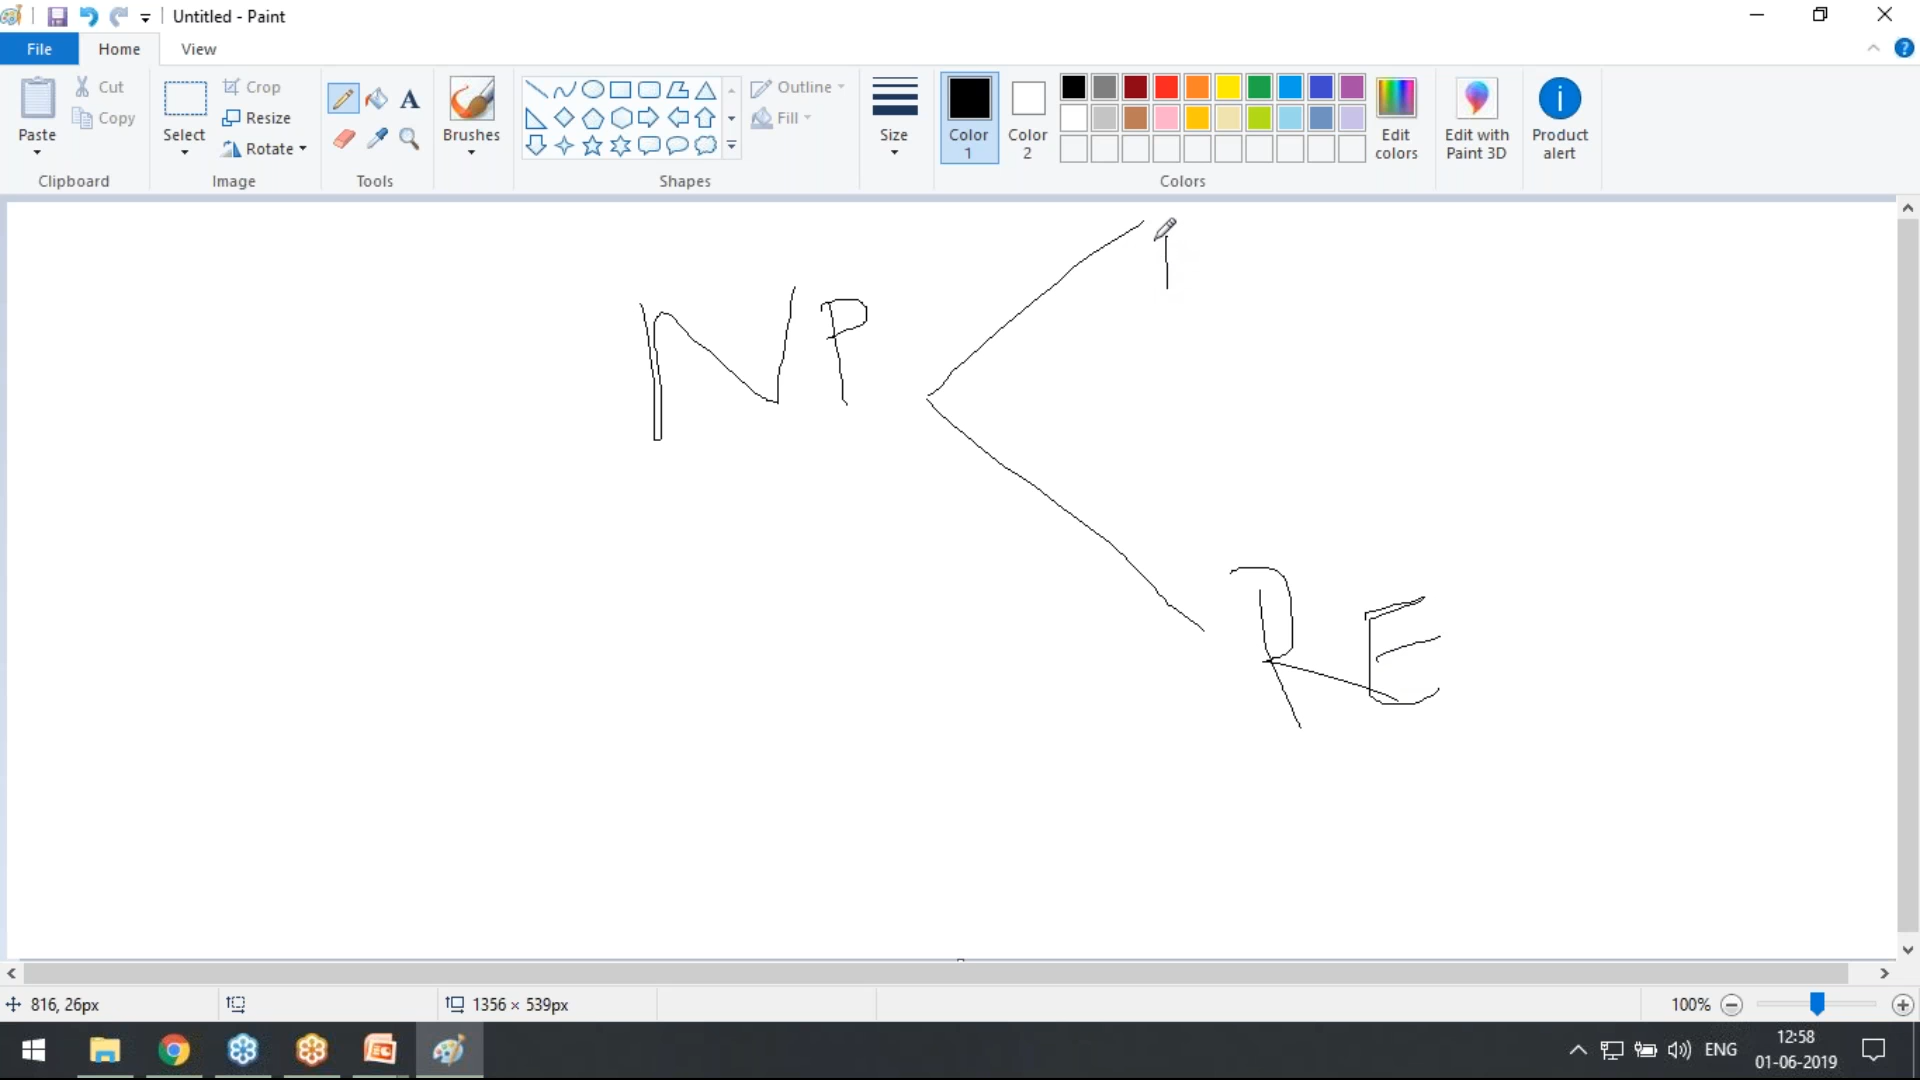 Untitled - Paint
File Home View
Paste
Cut
Copy
Clipboard
Select
Crop
Resize
Rotate
Image
Tools
Brushes
Shapes
Outline
Fill
Size
Color 1
Color 2
Colors
Edit colors
Edit with Paint 3D
Product alert
NP
RE
816, 26px
1356 × 539px
100%
ENG
12:58
01-06-2019